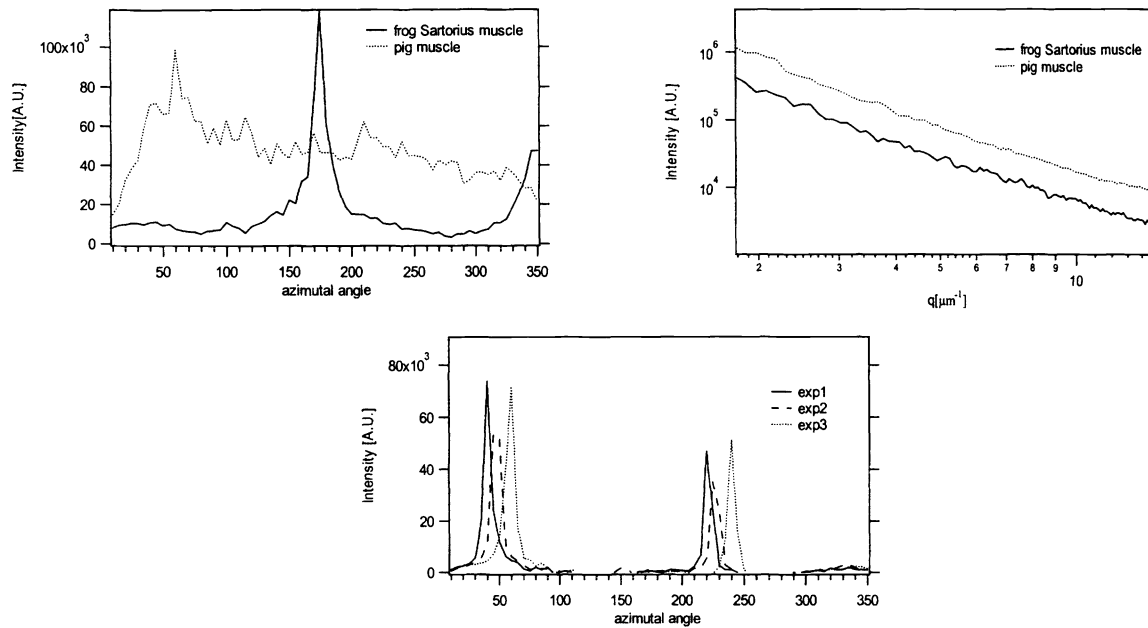 100x10³
80
60
40
20
0
Intensity[A.U.]
frog Sartorius muscle
pig muscle
50
100
150
200
250
300
350
azimutal angle
10⁶
10⁵
10⁴
Intensity [A.U.]
frog Sartorius muscle
pig muscle
2
3
4
5
6
7
8
9
10
q[µm⁻¹]
80x10³
60
40
20
0
Intensity [A.U.]
exp1
exp2
exp3
50
100
150
200
250
300
350
azimutal angle